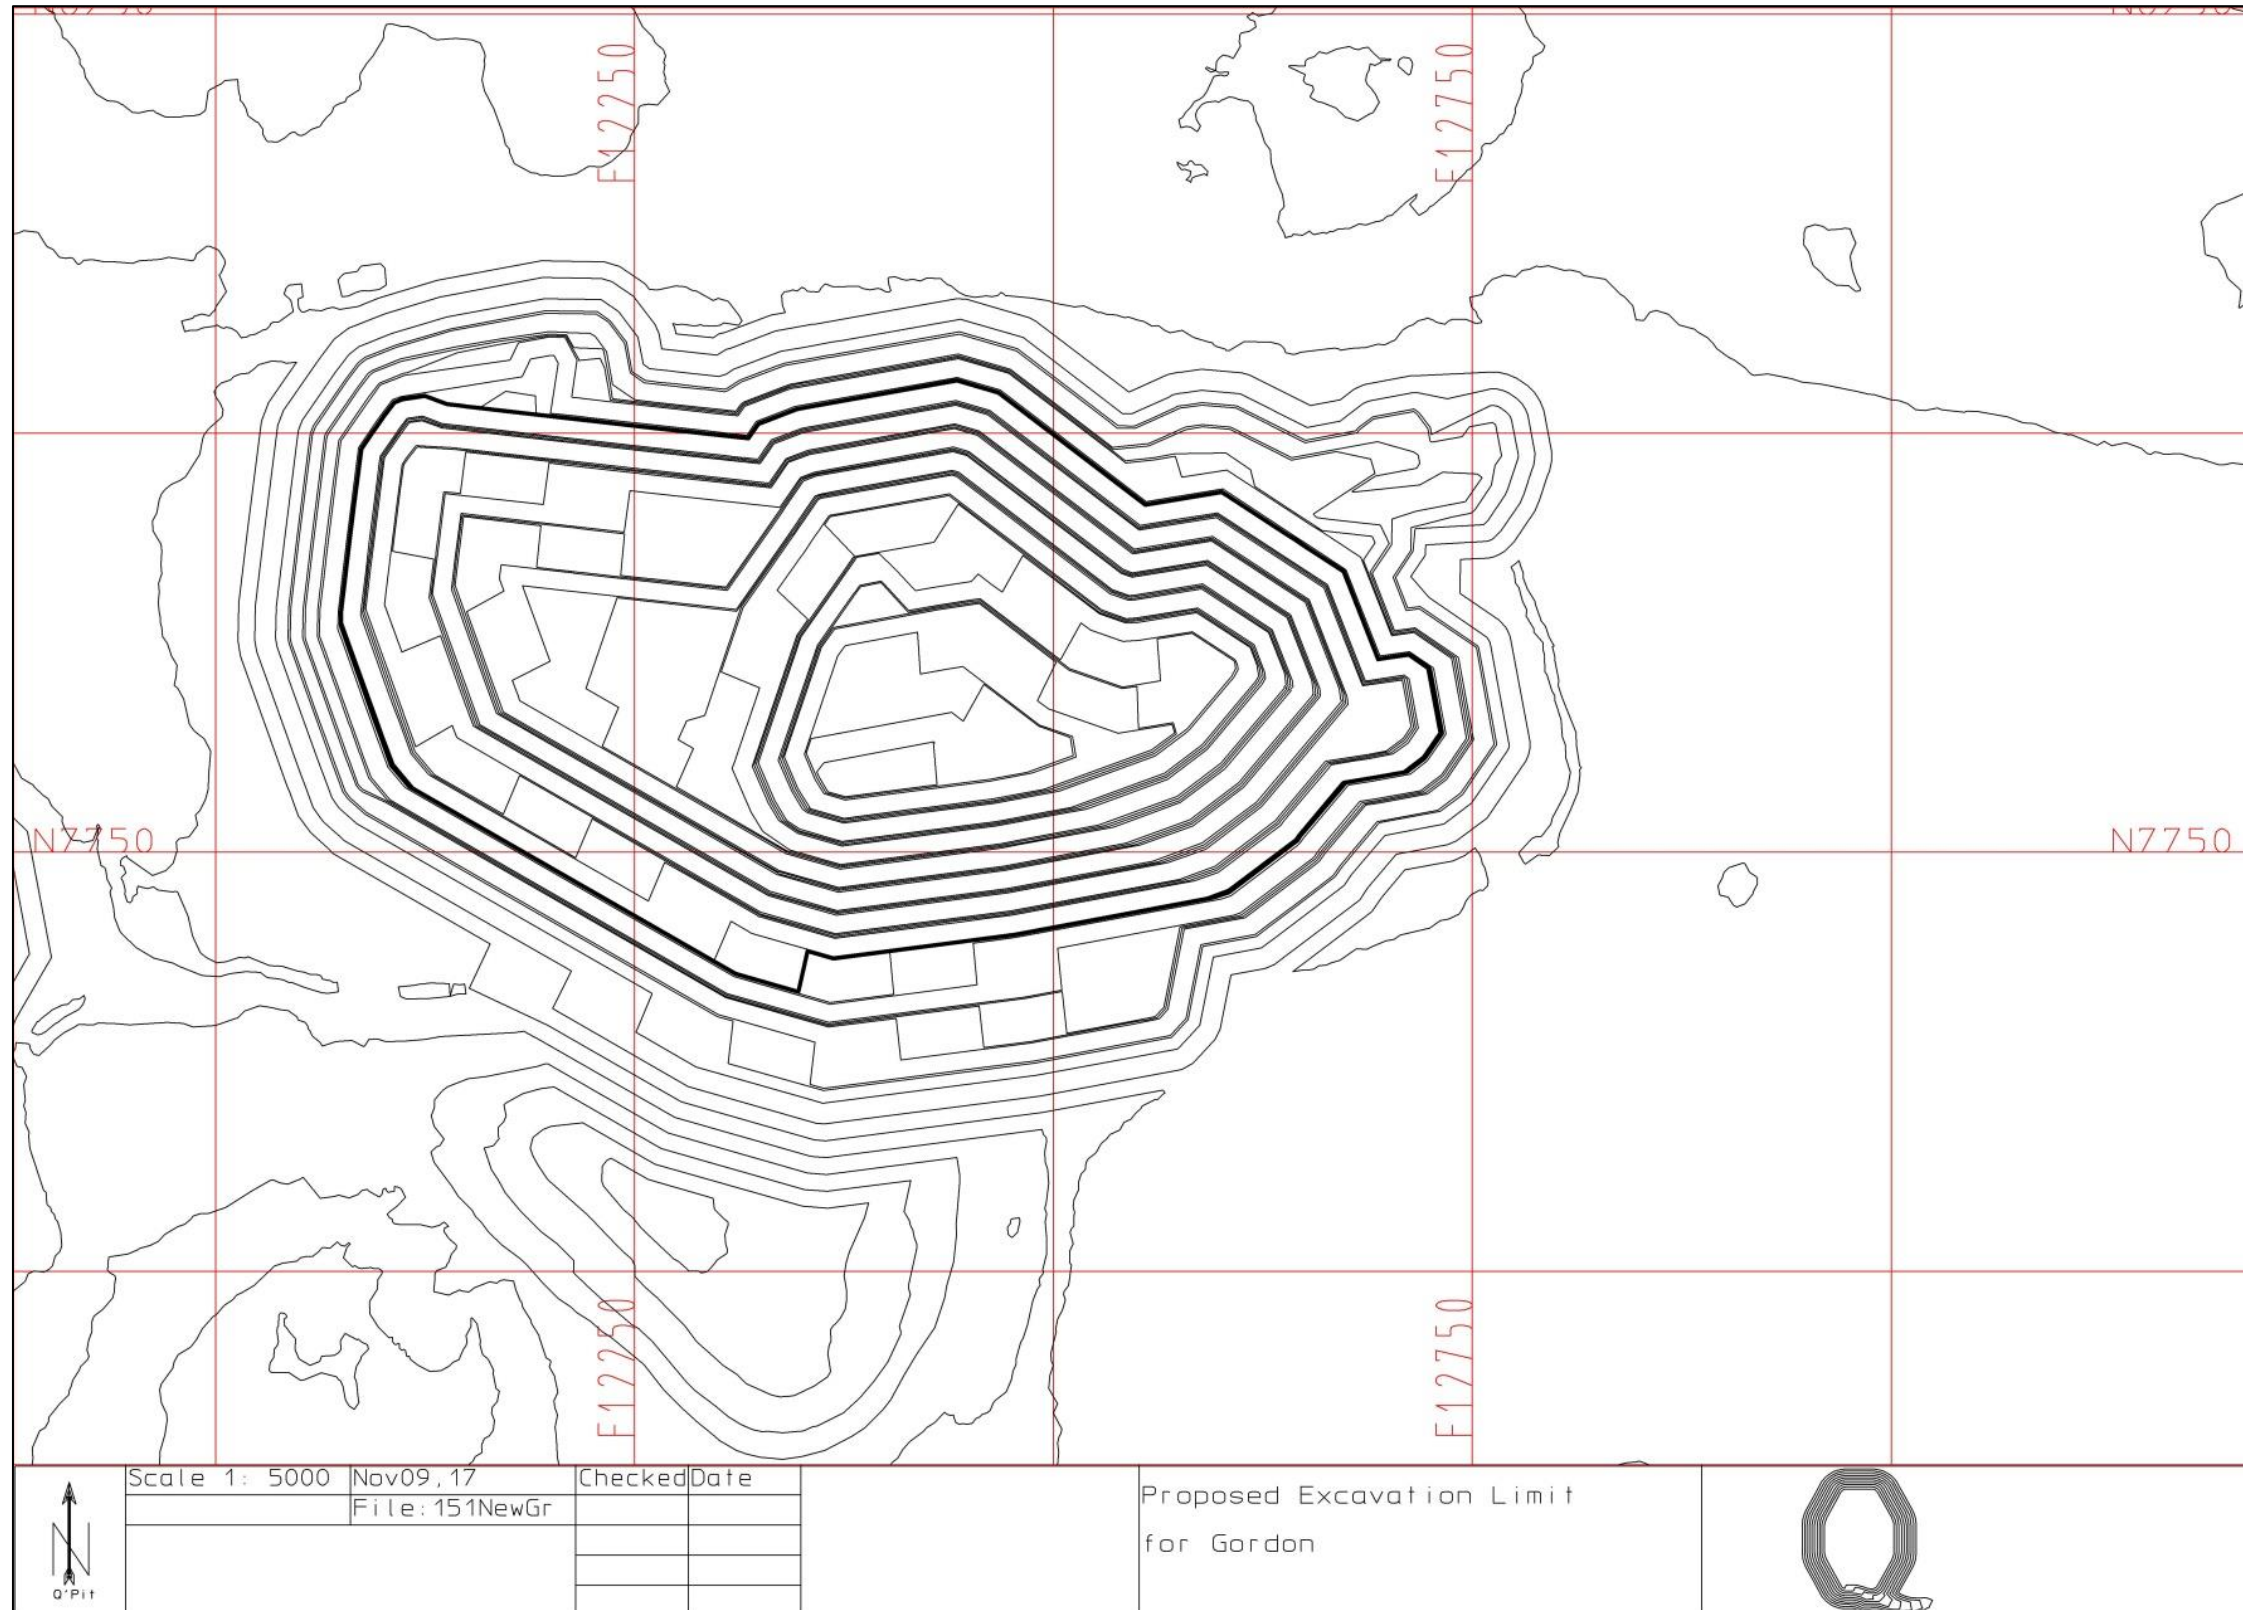 E12250
E12750
N7750
N7750
E12250
E12750
Scale 1: 5000
Nov09,17
Checked
Date
File:151NewGr
Proposed Excavation Limit
for Gordon
N
Q'Pit